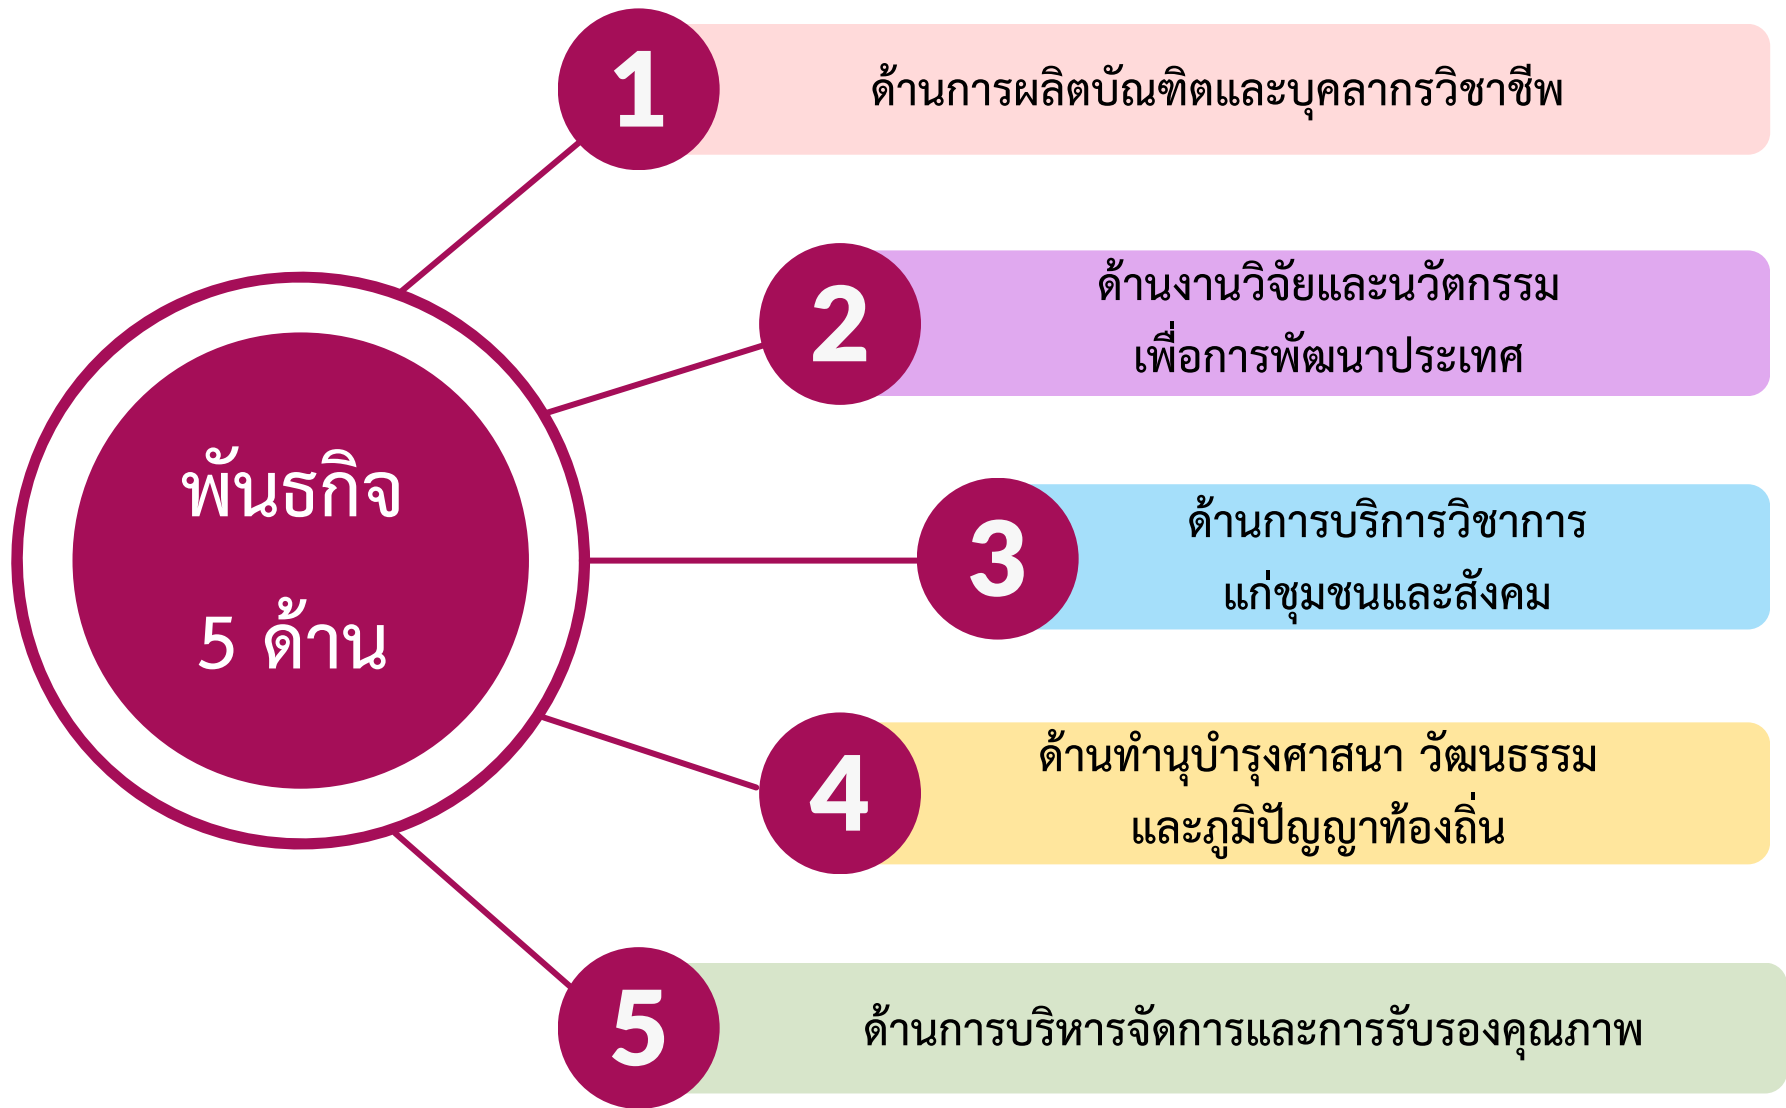 พันธกิจ
5 ด้าน
1
ด้านการผลิตบัณฑิตและบุคลากรวิชาชีพ
2
ด้านงานวิจัยและนวัตกรรม
เพื่อการพัฒนาประเทศ
3
ด้านการบริการวิชาการ
แก่ชุมชนและสังคม
4
ด้านทำนุบำรุงศาสนา วัฒนธรรม
และภูมิปัญญาท้องถิ่น
5
ด้านการบริหารจัดการและการรับรองคุณภาพ